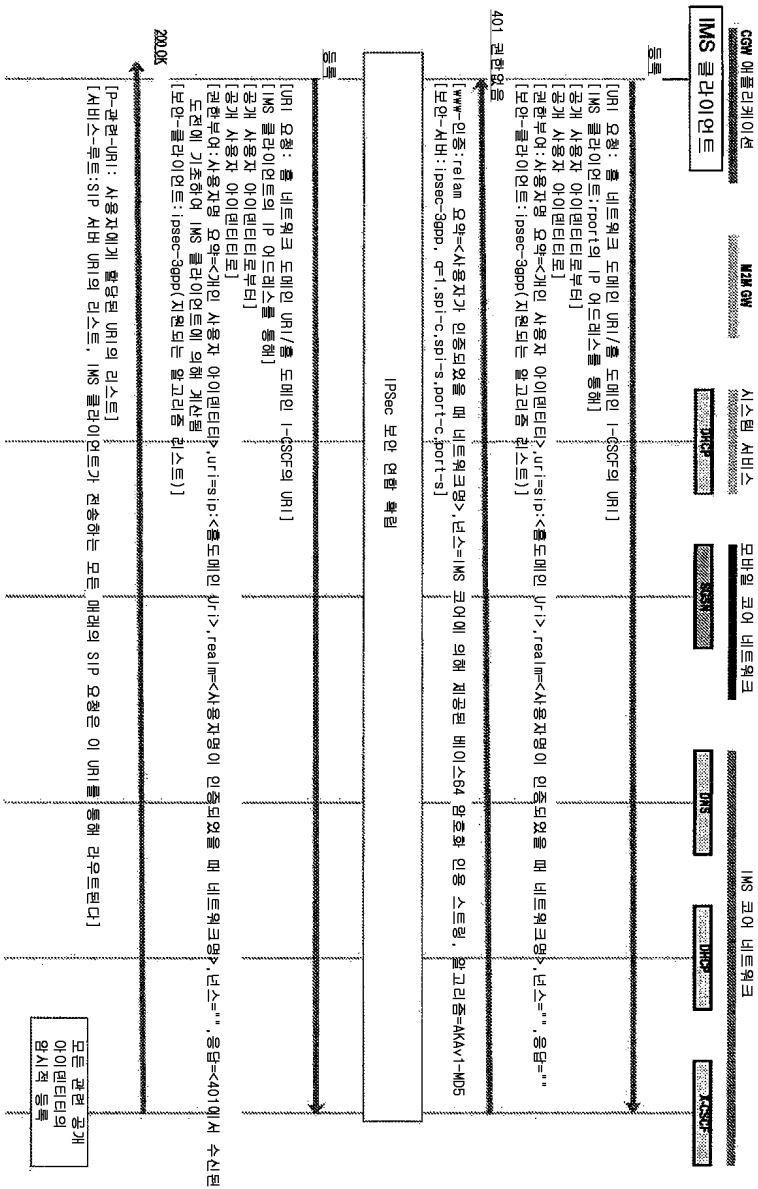 CGW 애플리케이션
M2M GW
시스템 서비스
모바일 코어 네트워크
IMS 코어 네트워크
IMS 클라이언트
DHCP
SGSN
DNS
DHCP
X-CSCF
등록
[URI 요청: 홈 네트워크 도메인 URI/홈 도메인 I-CSCF의 URI]
[IMS 클라이언트:rport의 IP 어드레스를 통해]
[공개 사용자 아이덴티티로부터]
[공개 사용자 아이덴티티로]
[권한부여:사용자명 요약=<개인 사용자 아이덴티티>,uri=sip:<홈도메인 Uri>,realm=<사용자명이 인증되었을 때 네트워크명>,넌스="",응답=""
[보안-클라이언트:ipsec-3gpp(지원되는 알고리즘 리스트)]
401 권한없음
[www-인증:relam 요약=<사용자가 인증되었을 때 네트워크명>,넌스=IMS 코어에 의해 제공된 베이스64 암호화 인용 스트링, 알고리즘=AKAv1-MD5
[보안-서버:ipsec-3gpp, q=1,spi-c,spi-s,port-c,port-s]
IPSec 보안 연합 확립
등록
[URI 요청: 홈 네트워크 도메인 URI/홈 도메인 I-CSCF의 URI]
[IMS 클라이언트의 IP 어드레스를 통해]
[공개 사용자 아이덴티티로부터]
[공개 사용자 아이덴티티로]
[권한부여:사용자명 요약=<개인 사용자 아이덴티티>,uri=sip:<홈도메인 Uri>,realm=<사용자명이 인증되었을 때 네트워크명>,넌스="",응답=<401에서 수신된
도전에 기초하여 IMS 클라이언트에 의해 계산됨
[보안-클라이언트:ipsec-3gpp(지원되는 알고리즘 리스트)]
200.OK
[P-관련-URI: 사용자에게 할당된 URI의 리스트]
[서비스-루트:SIP 서버 URI의 리스트, IMS 클라이언트가 전송하는 모든 매래의 SIP 요청은 이 URI를 통해 라우트된다]
모든 관련 공개
아이덴티티의
암시적 등록